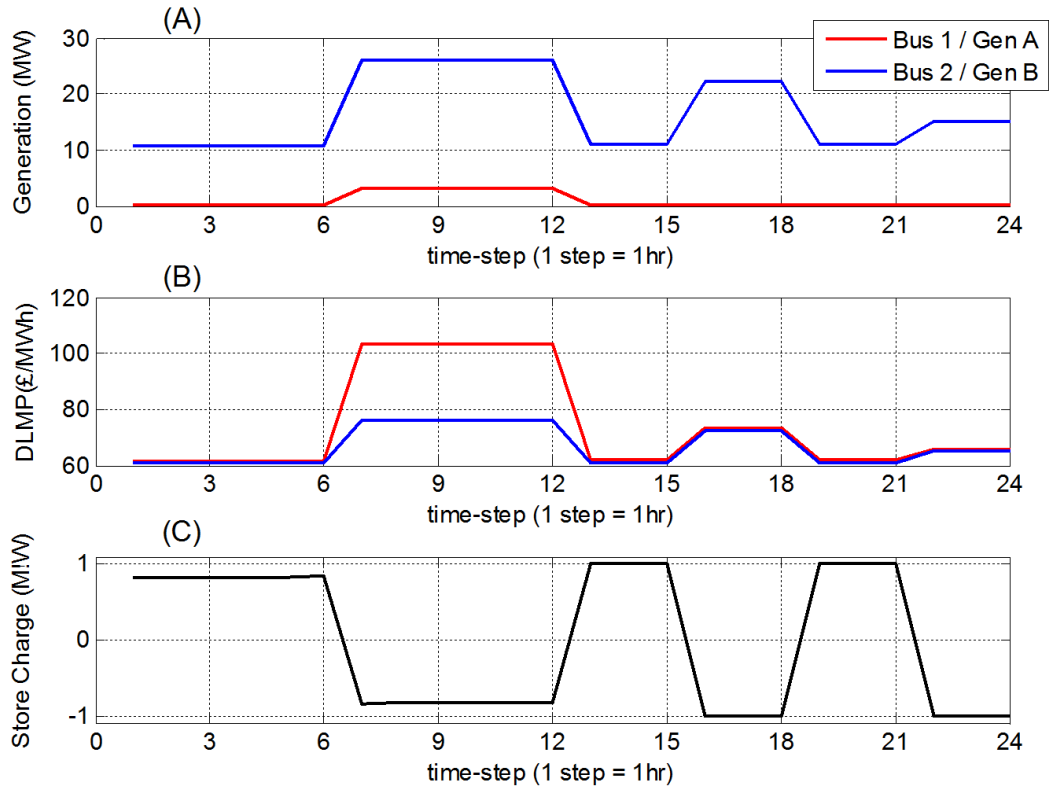 (A)
Generation (MW)
30
20
10
0
0 3 6 9 12 15 18 21 24
time-step (1 step = 1hr)
Bus 1 / Gen A
Bus 2 / Gen B
(B)
DLMP(£/MWh)
120
100
80
60
0 3 6 9 12 15 18 21 24
time-step (1 step = 1hr)
(C)
Store Charge (M!W)
1
0
-1
0 3 6 9 12 15 18 21 24
time-step (1 step = 1hr)